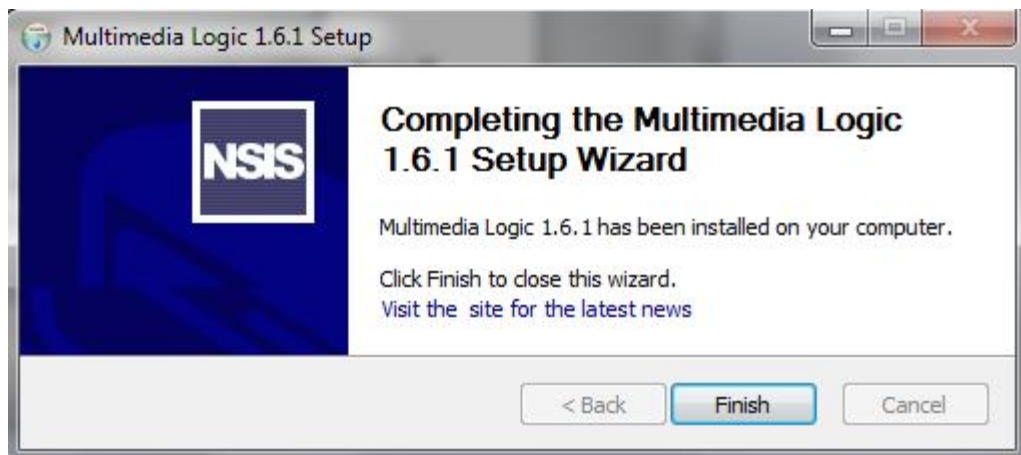 Multimedia Logic 1.6.1 Setup
NSIS
Completing the Multimedia Logic
1.6.1 Setup Wizard
Multimedia Logic 1.6.1 has been installed on your computer.
Click Finish to close this wizard.
Visit the  site for the latest news
< Back
Finish
Cancel